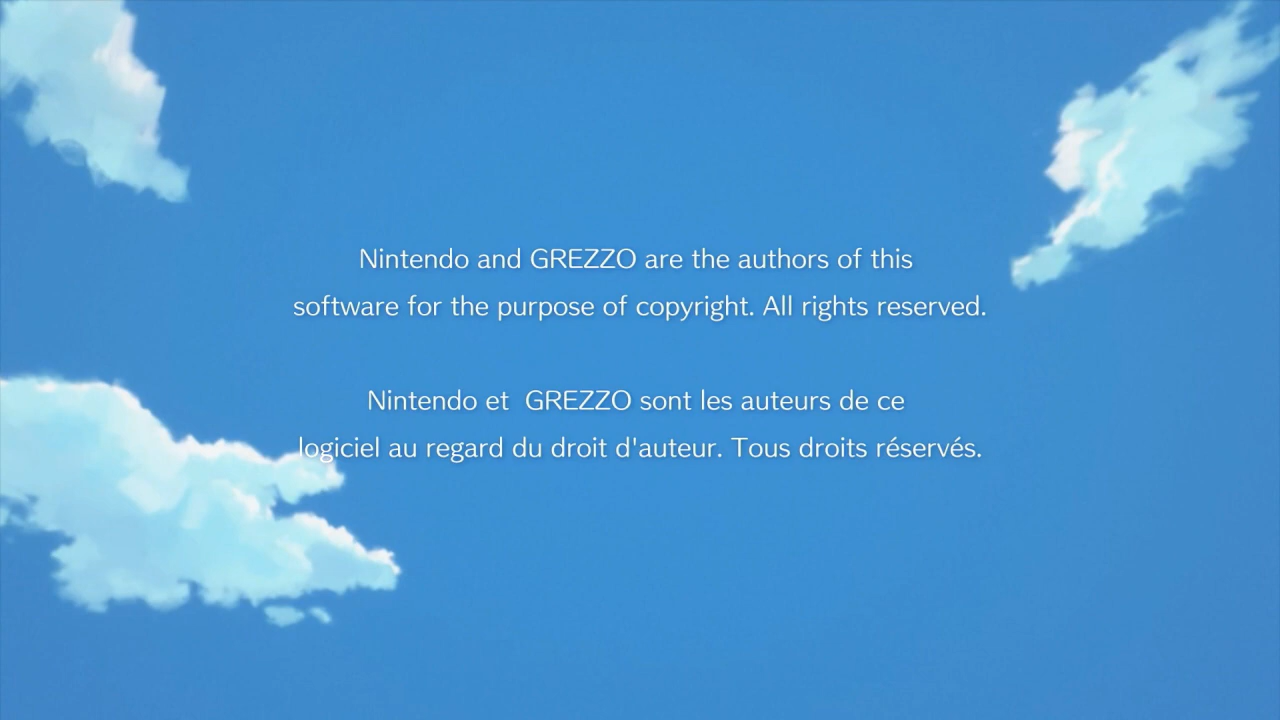 Nintendo and GREZZO are the authors of this
software for the purpose of copyright. All rights reserved.
Nintendo et  GREZZO sont les auteurs de ce
logiciel au regard du droit d'auteur. Tous droits réservés.